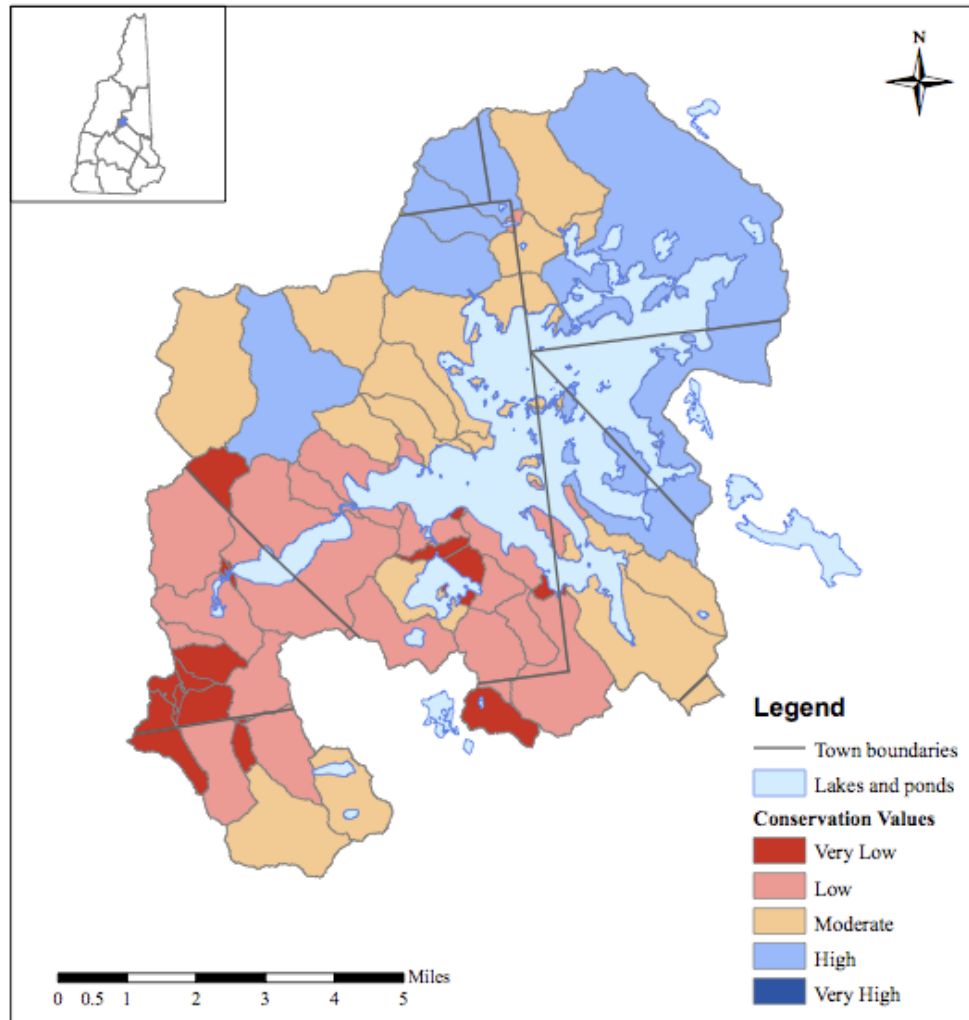 N
Legend
Town boundaries
Lakes and ponds
Conservation Values
Very Low
Low
Moderate
High
Very High
Miles
0 0.5 1 2 3 4 5